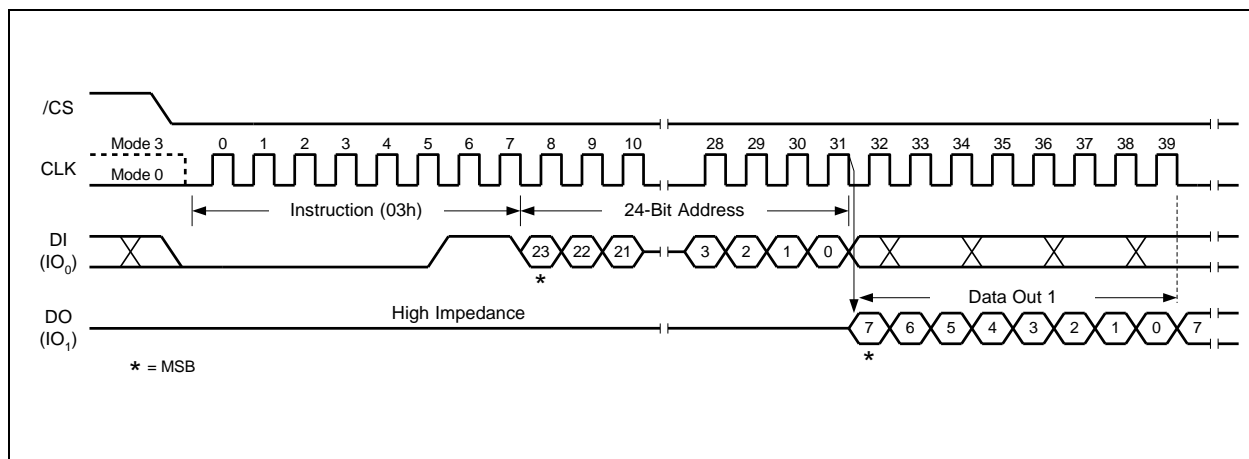 /CS
Mode 3
0 1 2 3 4 5 6 7 8 9 10 28 29 30 31 32 33 34 35 36 37 38 39
CLK
Mode 0
Instruction (03h) 24-Bit Address
DI
(IO0)
23 22 21 3 2 1 0
*
Data Out 1
High Impedance
DO
(IO1)
7 6 5 4 3 2 1 0 7
*
* = MSB